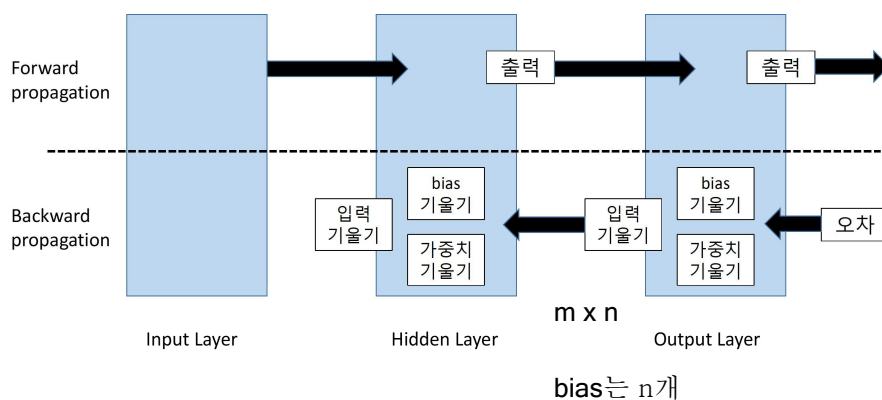 Forward
propagation
출력
출력
Backward
propagation
입력
기울기
bias
기울기
가중치
기울기
입력
기울기
bias
기울기
가중치
기울기
오차
m x n
Input Layer
Hidden Layer
Output Layer
bias는 n개